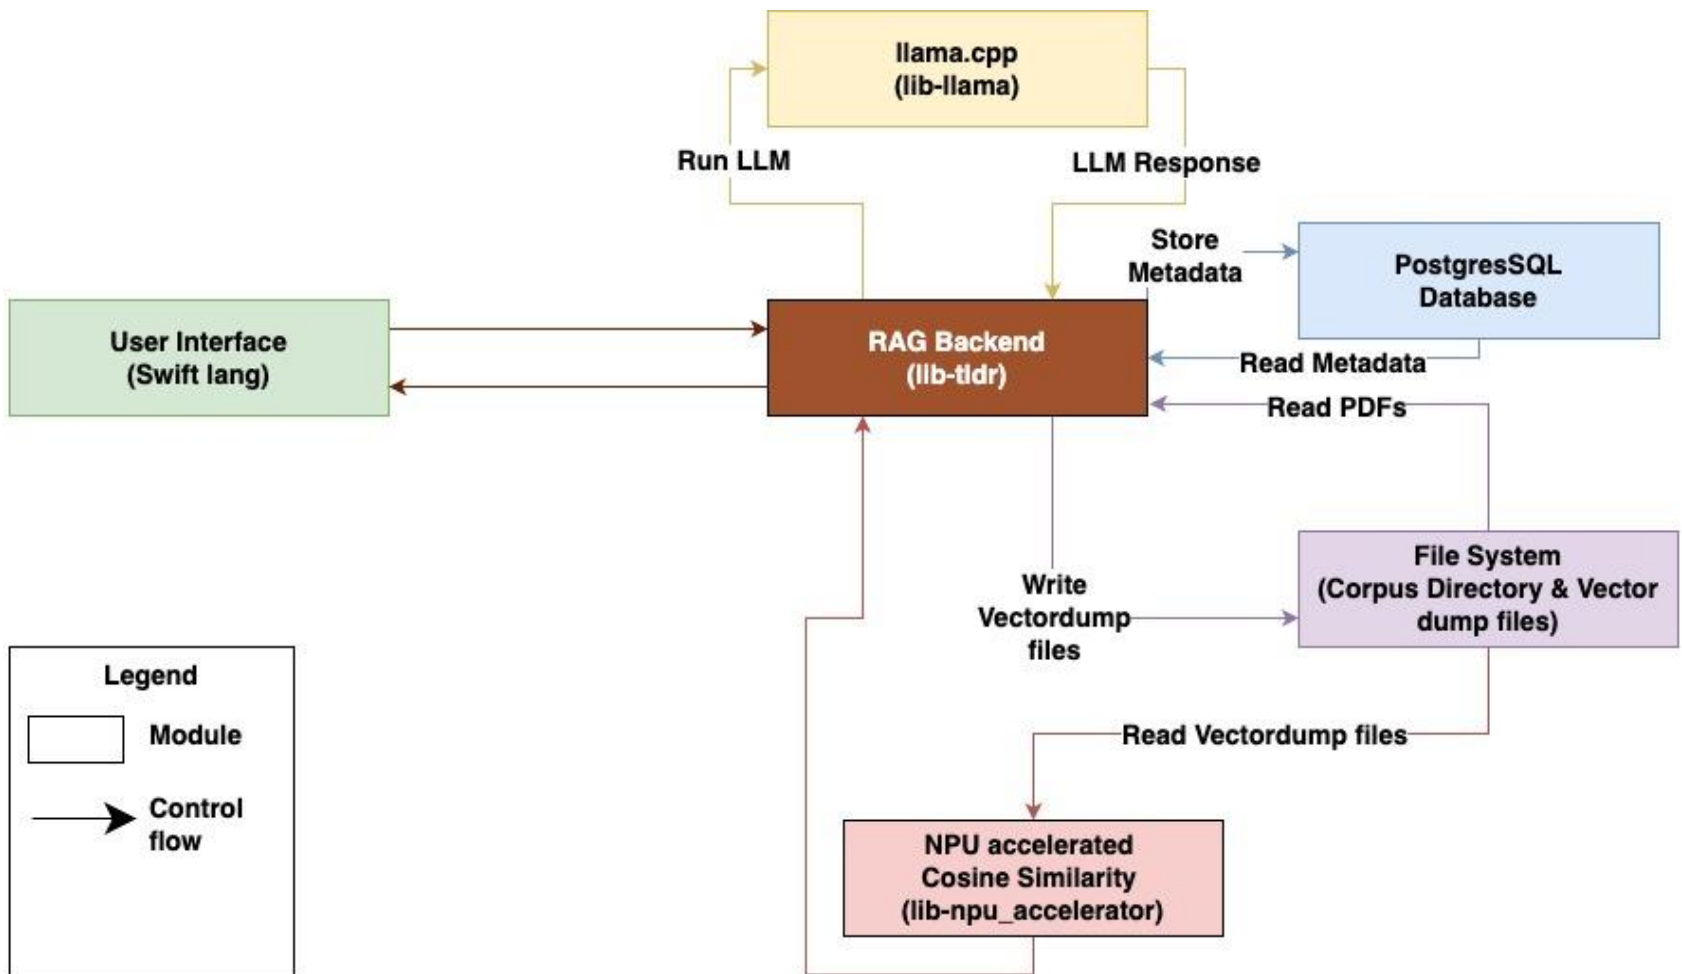 llama.cpp
(lib-llama)
Run LLM
LLM Response
Store
Metadata
PostgresSQL
Database
User Interface
(Swift lang)
RAG Backend
(lib-tldr)
Read Metadata
Read PDFs
File System
(Corpus Directory & Vector
dump files)
Write
Vectordump
files
Legend
Module
Control
flow
Read Vectordump files
NPU accelerated
Cosine Similarity
(lib-npu_accelerator)